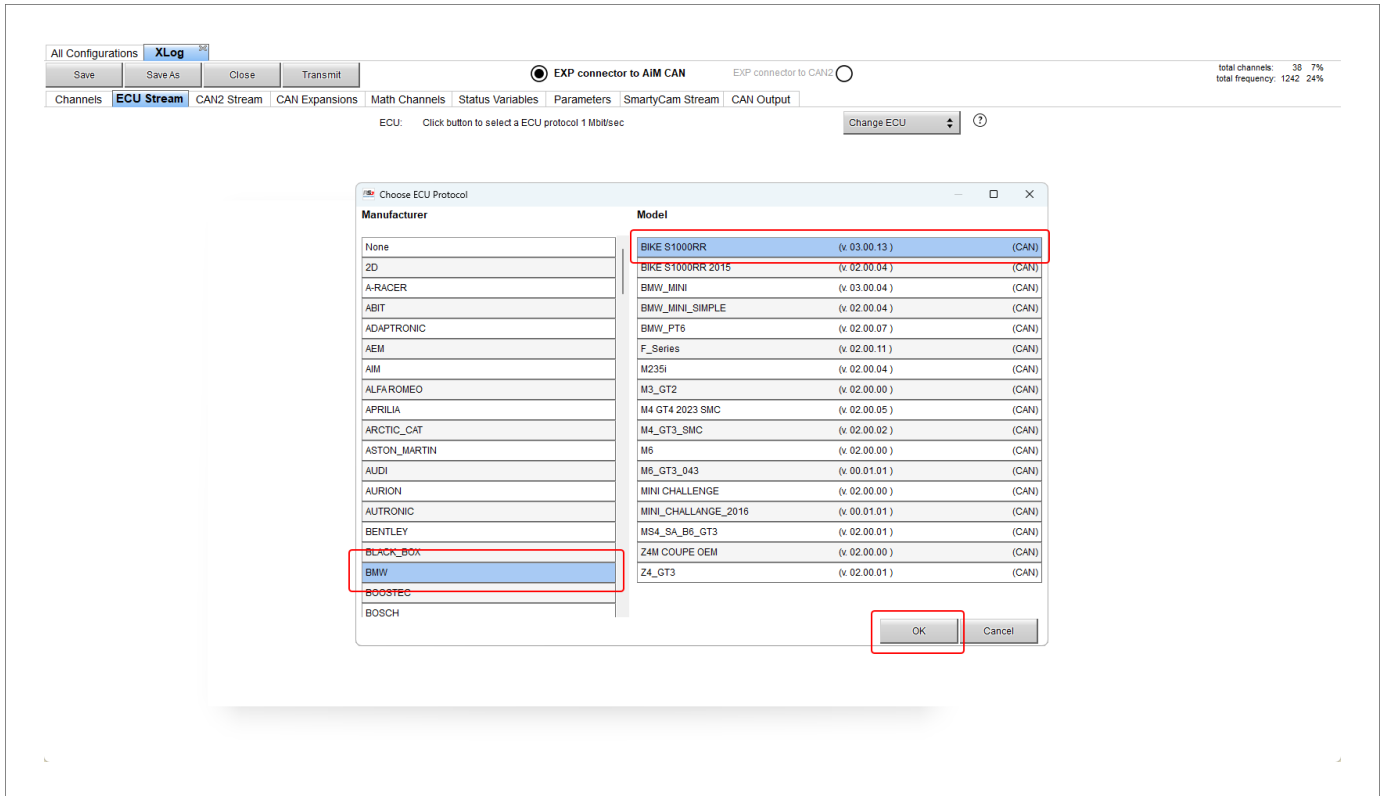 All Configurations XLog
Save Save As Close Transmit EXP connector to AiM CAN EXP connector to CAN2 total channels: 38 7%
total frequency: 1242 24%
Channels ECU Stream CAN2 Stream CAN Expansions Math Channels Status Variables Parameters SmartyCam Stream CAN Output
ECU: Click button to select a ECU protocol 1 Mbit/sec Change ECU ?
Choose ECU Protocol
Manufacturer Model
None BIKE S1000RR (v. 03.00.13 ) (CAN)
2D BIKE S1000RR 2015 (v. 02.00.04 ) (CAN)
A-RACER BMW_MINI (v. 03.00.04 ) (CAN)
ABIT BMW_MINI_SIMPLE (v. 02.00.04 ) (CAN)
ADAPTRONIC BMW_PT6 (v. 02.00.07 ) (CAN)
AEM F_Series (v. 02.00.11 ) (CAN)
AIM M235i (v. 02.00.04 ) (CAN)
ALFA ROMEO M3_GT2 (v. 02.00.00 ) (CAN)
APRILIA M4 GT4 2023 SMC (v. 02.00.05 ) (CAN)
ARCTIC_CAT M4_GT3_SMC (v. 02.00.02 ) (CAN)
ASTON_MARTIN M6 (v. 02.00.00 ) (CAN)
AUDI M6_GT3_043 (v. 00.01.01 ) (CAN)
AURION MINI CHALLENGE (v. 02.00.00 ) (CAN)
AUTRONIC MINI_CHALLANGE_2016 (v. 00.01.01 ) (CAN)
BENTLEY MS4_SA_B6_GT3 (v. 02.00.01 ) (CAN)
BLACK_BOX Z4M COUPE OEM (v. 02.00.00 ) (CAN)
BMW Z4_GT3 (v. 02.00.01 ) (CAN)
BOOSTEC
BOSCH
OK Cancel